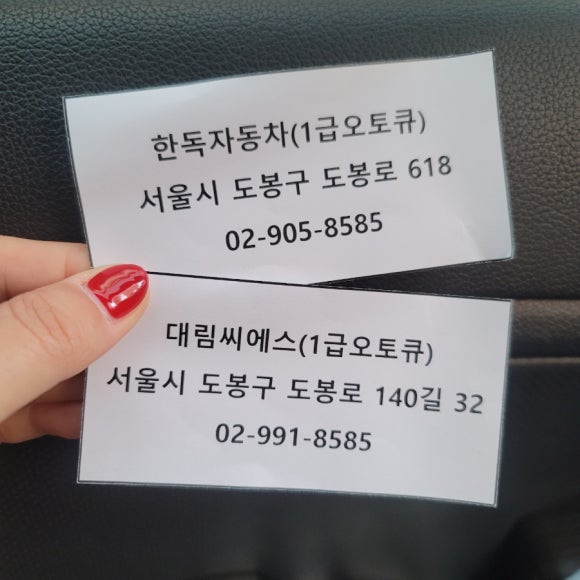 한독자동차(1급오토큐)
서울시 도봉구 도봉로 618
02-905-8585
대림씨에스(1급오토큐)
서울시 도봉구 도봉로 140길 32
02-991-8585